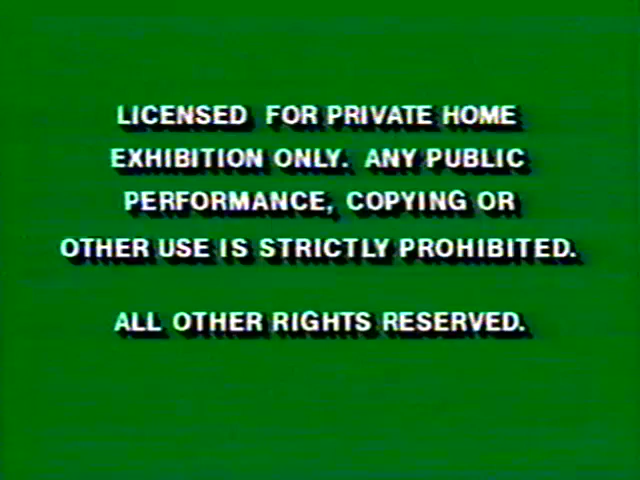 LICENSED FOR PRIVATE HOME
EXHIBITION ONLY. ANY PUBLIC
PERFORMANCE, COPYING OR
OTHER USE IS STRICTLY PROHIBITED.
ALL OTHER RIGHTS RESERVED.